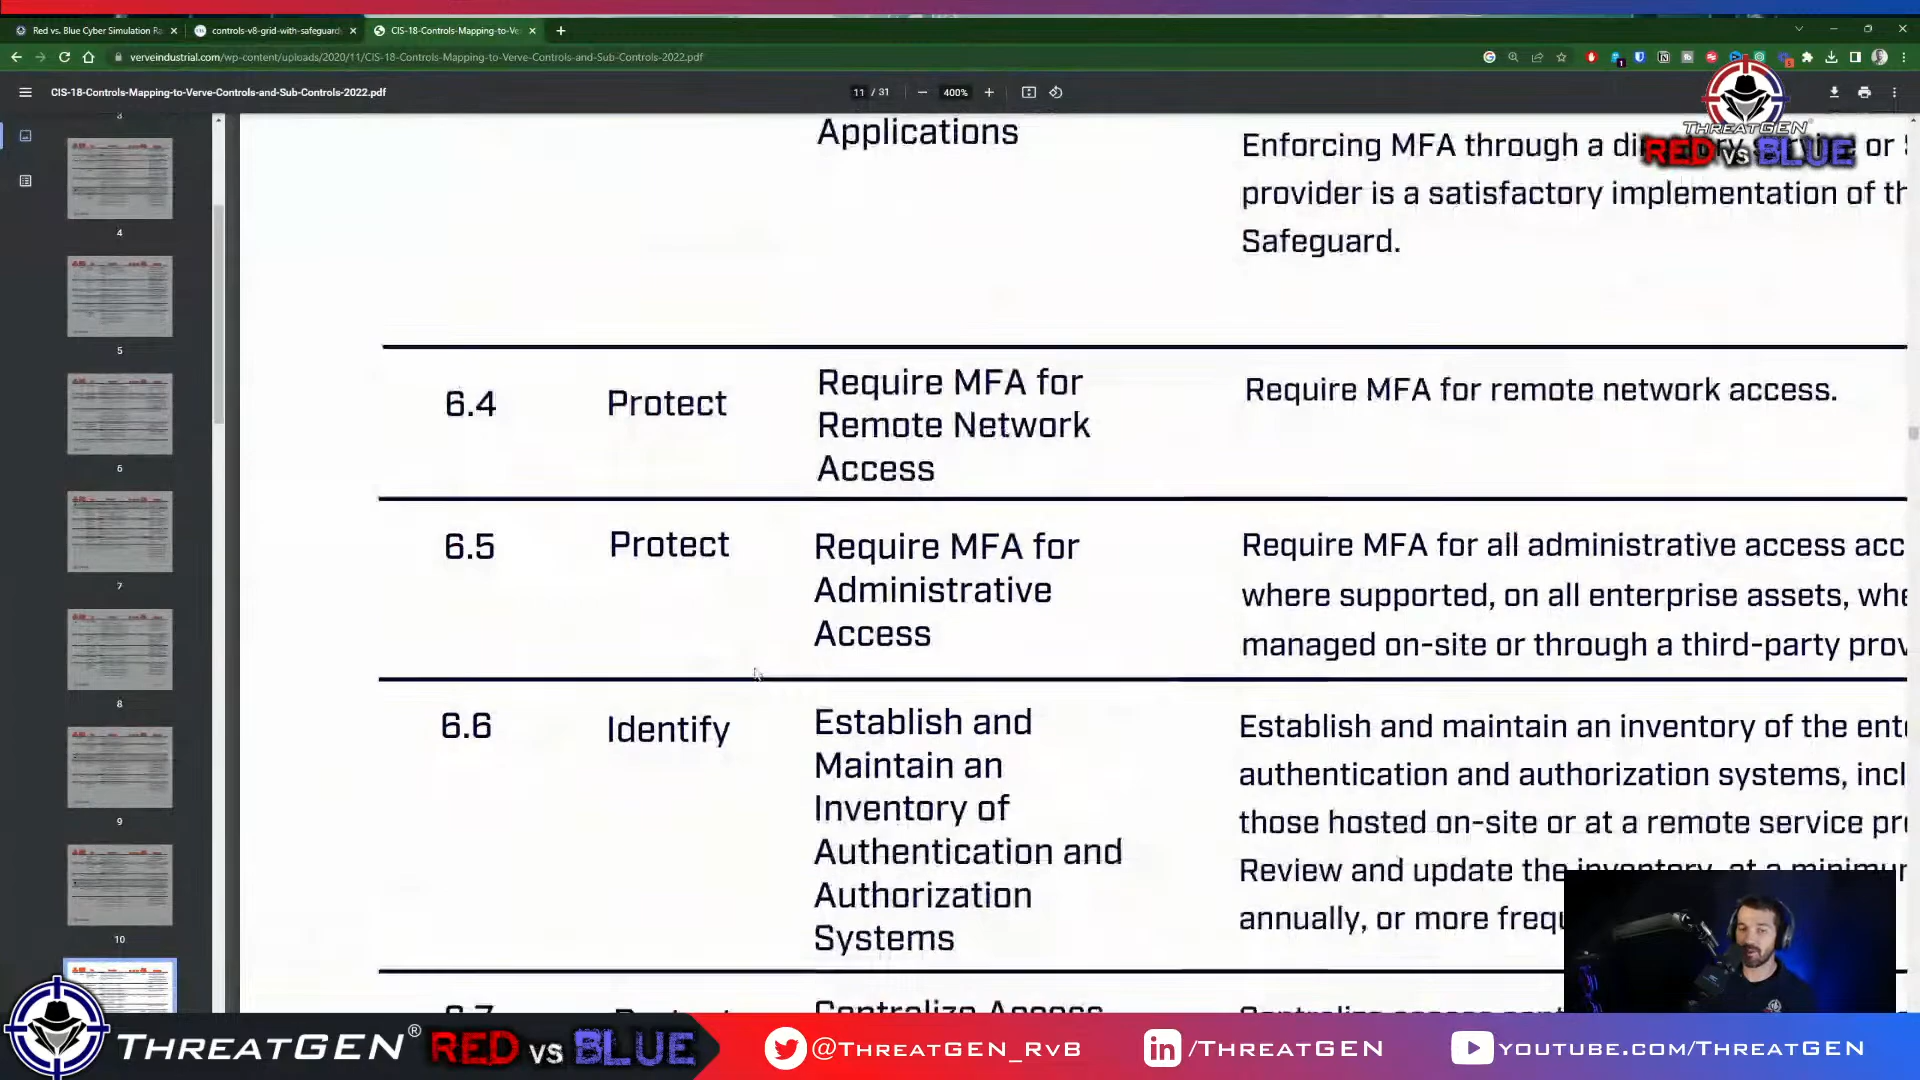 Red vs. Blue Cyber Simulation Ra
controls-v8-grid-with-safeguard
CIS-18-Controls-Mapping-to-Ve
verveindustrial.com/wp-content/uploads/2020/11/CIS-18-Controls-Mapping-to-Verve-Controls-and-Sub-Controls-2022.pdf
CIS-18-Controls-Mapping-to-Verve-Controls-and-Sub-Controls-2022.pdf
11 / 31
400%
THREATGEN
RED vs BLUE
4
5
6
7
8
9
10
Applications
Enforcing MFA through a or
provider is a satisfactory implementation of th
Safeguard.
6.4
Protect
Require MFA for
Remote Network
Access
Require MFA for remote network access.
6.5
Protect
Require MFA for
Administrative
Access
Require MFA for all administrative access acc
where supported, on all enterprise assets, whe
managed on-site or through a third-party prov
6.6
Identify
Establish and
Maintain an
Inventory of
Authentication and
Authorization
Systems
Establish and maintain an inventory of the ent
authentication and authorization systems, incl
those hosted on-site or at a remote service pr
Review and update the inventory, at a minimum
annually, or more freq
Centralize Access
THREATGEN® RED vs BLUE
@THREATGEN_RvB
in /THREATGEN
YOUTUBE.COM/THREATGEN